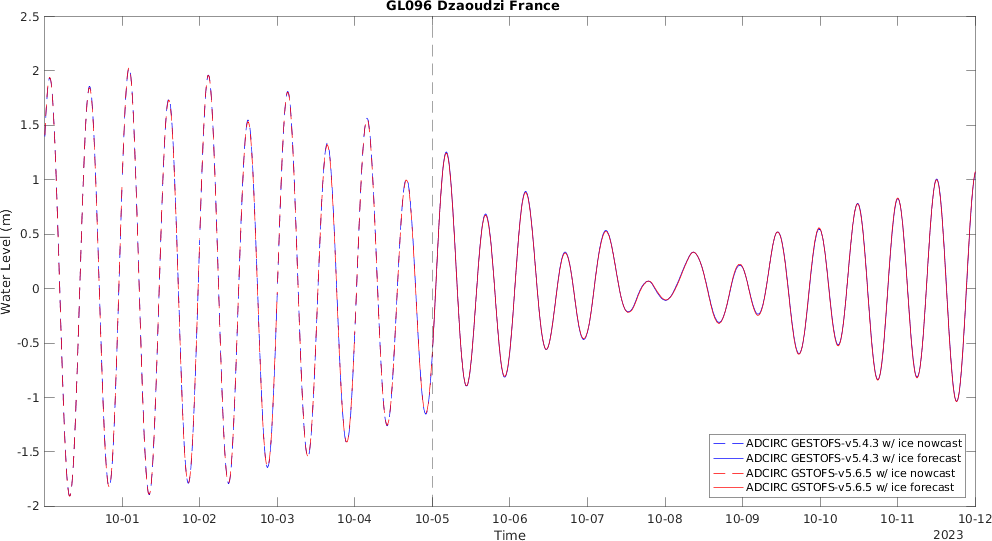 GL096 Dzaoudzi France
2.5
2
1.5
1
0.5
0
-0.5
-1
-1.5
-2
Water Level (m)
ADCIRC GESTOFS-v5.4.3 w/ ice nowcast
ADCIRC GESTOFS-v5.4.3 w/ ice forecast
ADCIRC GSTOFS-v5.6.5 w/ ice nowcast
ADCIRC GSTOFS-v5.6.5 w/ ice forecast
10-01 10-02 10-03 10-04 10-05 10-06 10-07 10-08 10-09 10-10 10-11 10-12
Time
2023